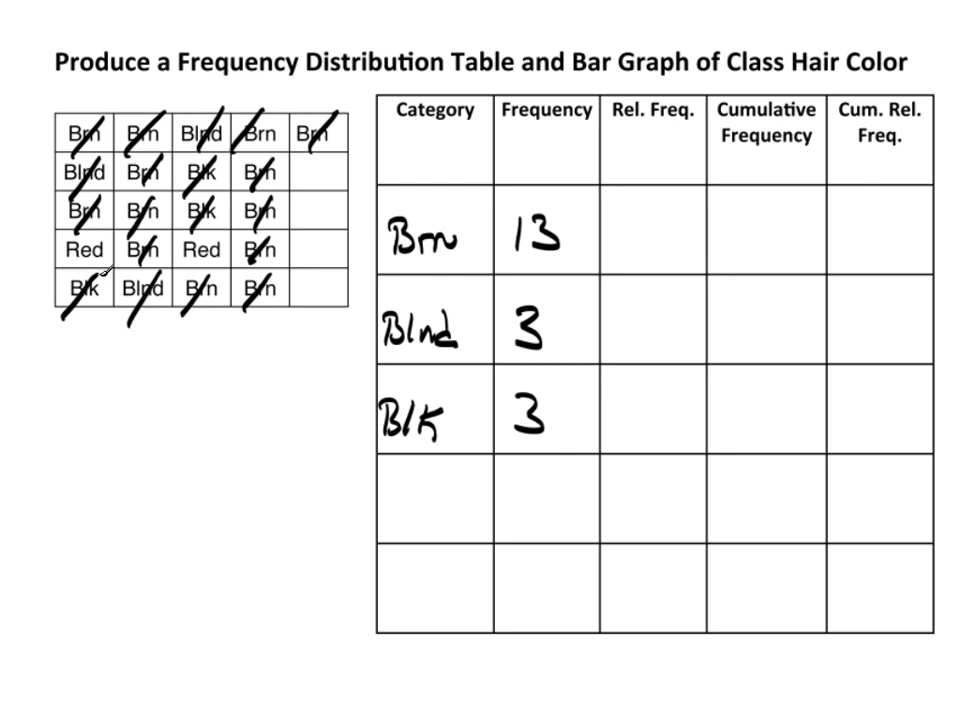 Produce a Frequency Distribution Table and Bar Graph of Class Hair Color
Brn Brn Blnd Brn Brn
Blnd Brn Blk Brn
Brn Brn Blk Brn
Red Brn Red Brn
Blk Blnd Brn Brn
Category Frequency Rel. Freq. Cumulative Frequency Cum. Rel. Freq.
Brn 13
Blnd 3
Blk 3